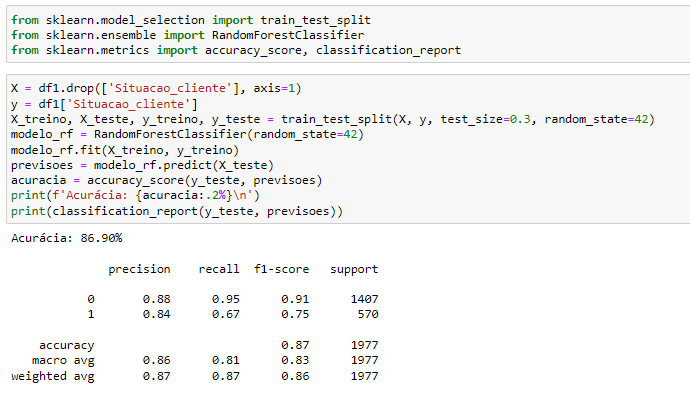 from sklearn.model_selection import train_test_split
from sklearn.ensemble import RandomForestClassifier
from sklearn.metrics import accuracy_score, classification_report
X = df1.drop(['Situacao_cliente'], axis=1)
y = df1['Situacao_cliente']
X_treino, X_teste, y_treino, y_teste = train_test_split(X, y, test_size=0.3, random_state=42)
modelo_rf = RandomForestClassifier(random_state=42)
modelo_rf.fit(X_treino, y_treino)
previsoes = modelo_rf.predict(X_teste)
acuracia = accuracy_score(y_teste, previsoes)
print(f'Acurácia: {acuracia:.2%}\n')
print(classification_report(y_teste, previsoes))
Acurácia: 86.90%
precision recall f1-score support
0 0.88 0.95 0.91 1407
1 0.84 0.67 0.75 570
accuracy 0.87 1977
macro avg 0.86 0.81 0.83 1977
weighted avg 0.87 0.87 0.86 1977